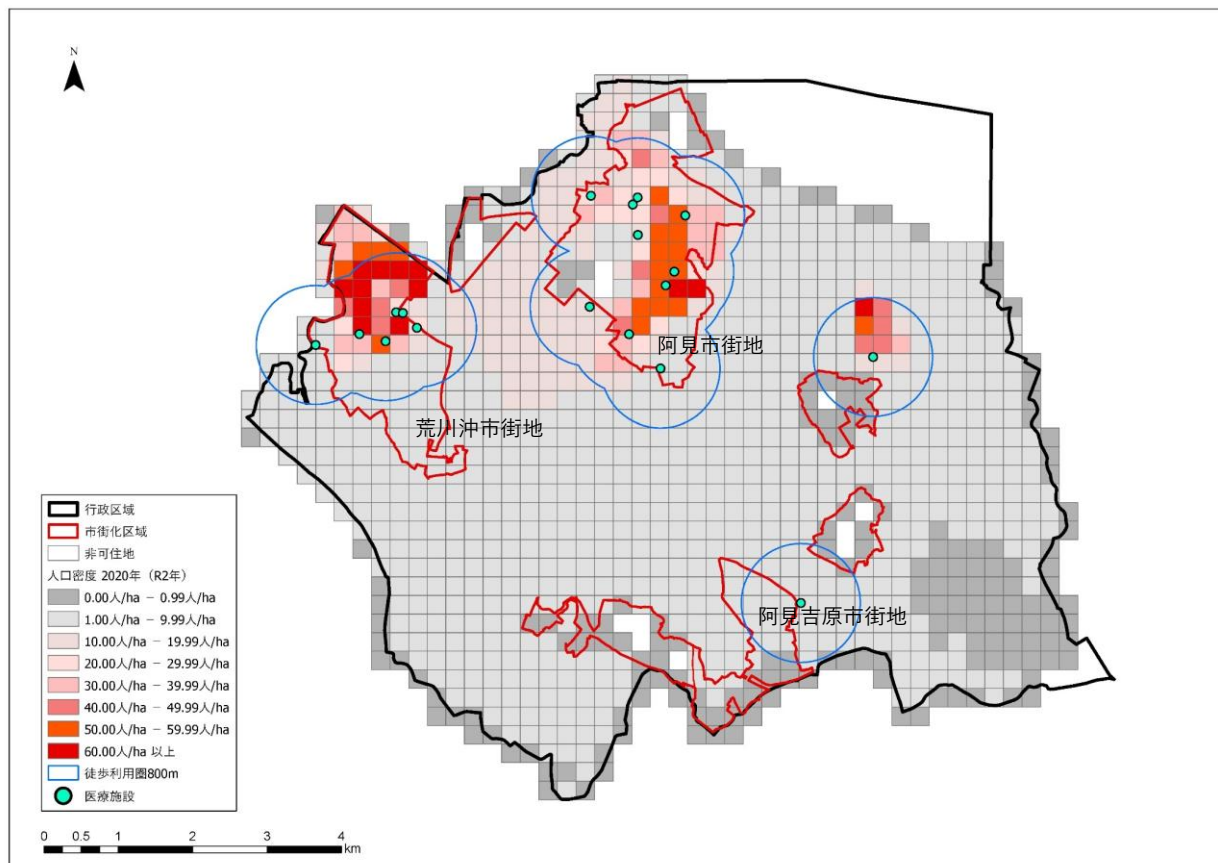 N
阿見市街地
荒川沖市街地
阿見吉原市街地
行政区域
市街化区域
非可住地
人口密度 2020年（R2年）
0.00人/ha － 0.99人/ha
1.00人/ha － 9.99人/ha
10.00人/ha － 19.99人/ha
20.00人/ha － 29.99人/ha
30.00人/ha － 39.99人/ha
40.00人/ha － 49.99人/ha
50.00人/ha － 59.99人/ha
60.00人/ha 以上
徒歩利用圏800m
医療施設
0 0.5 1 2 3 4
km